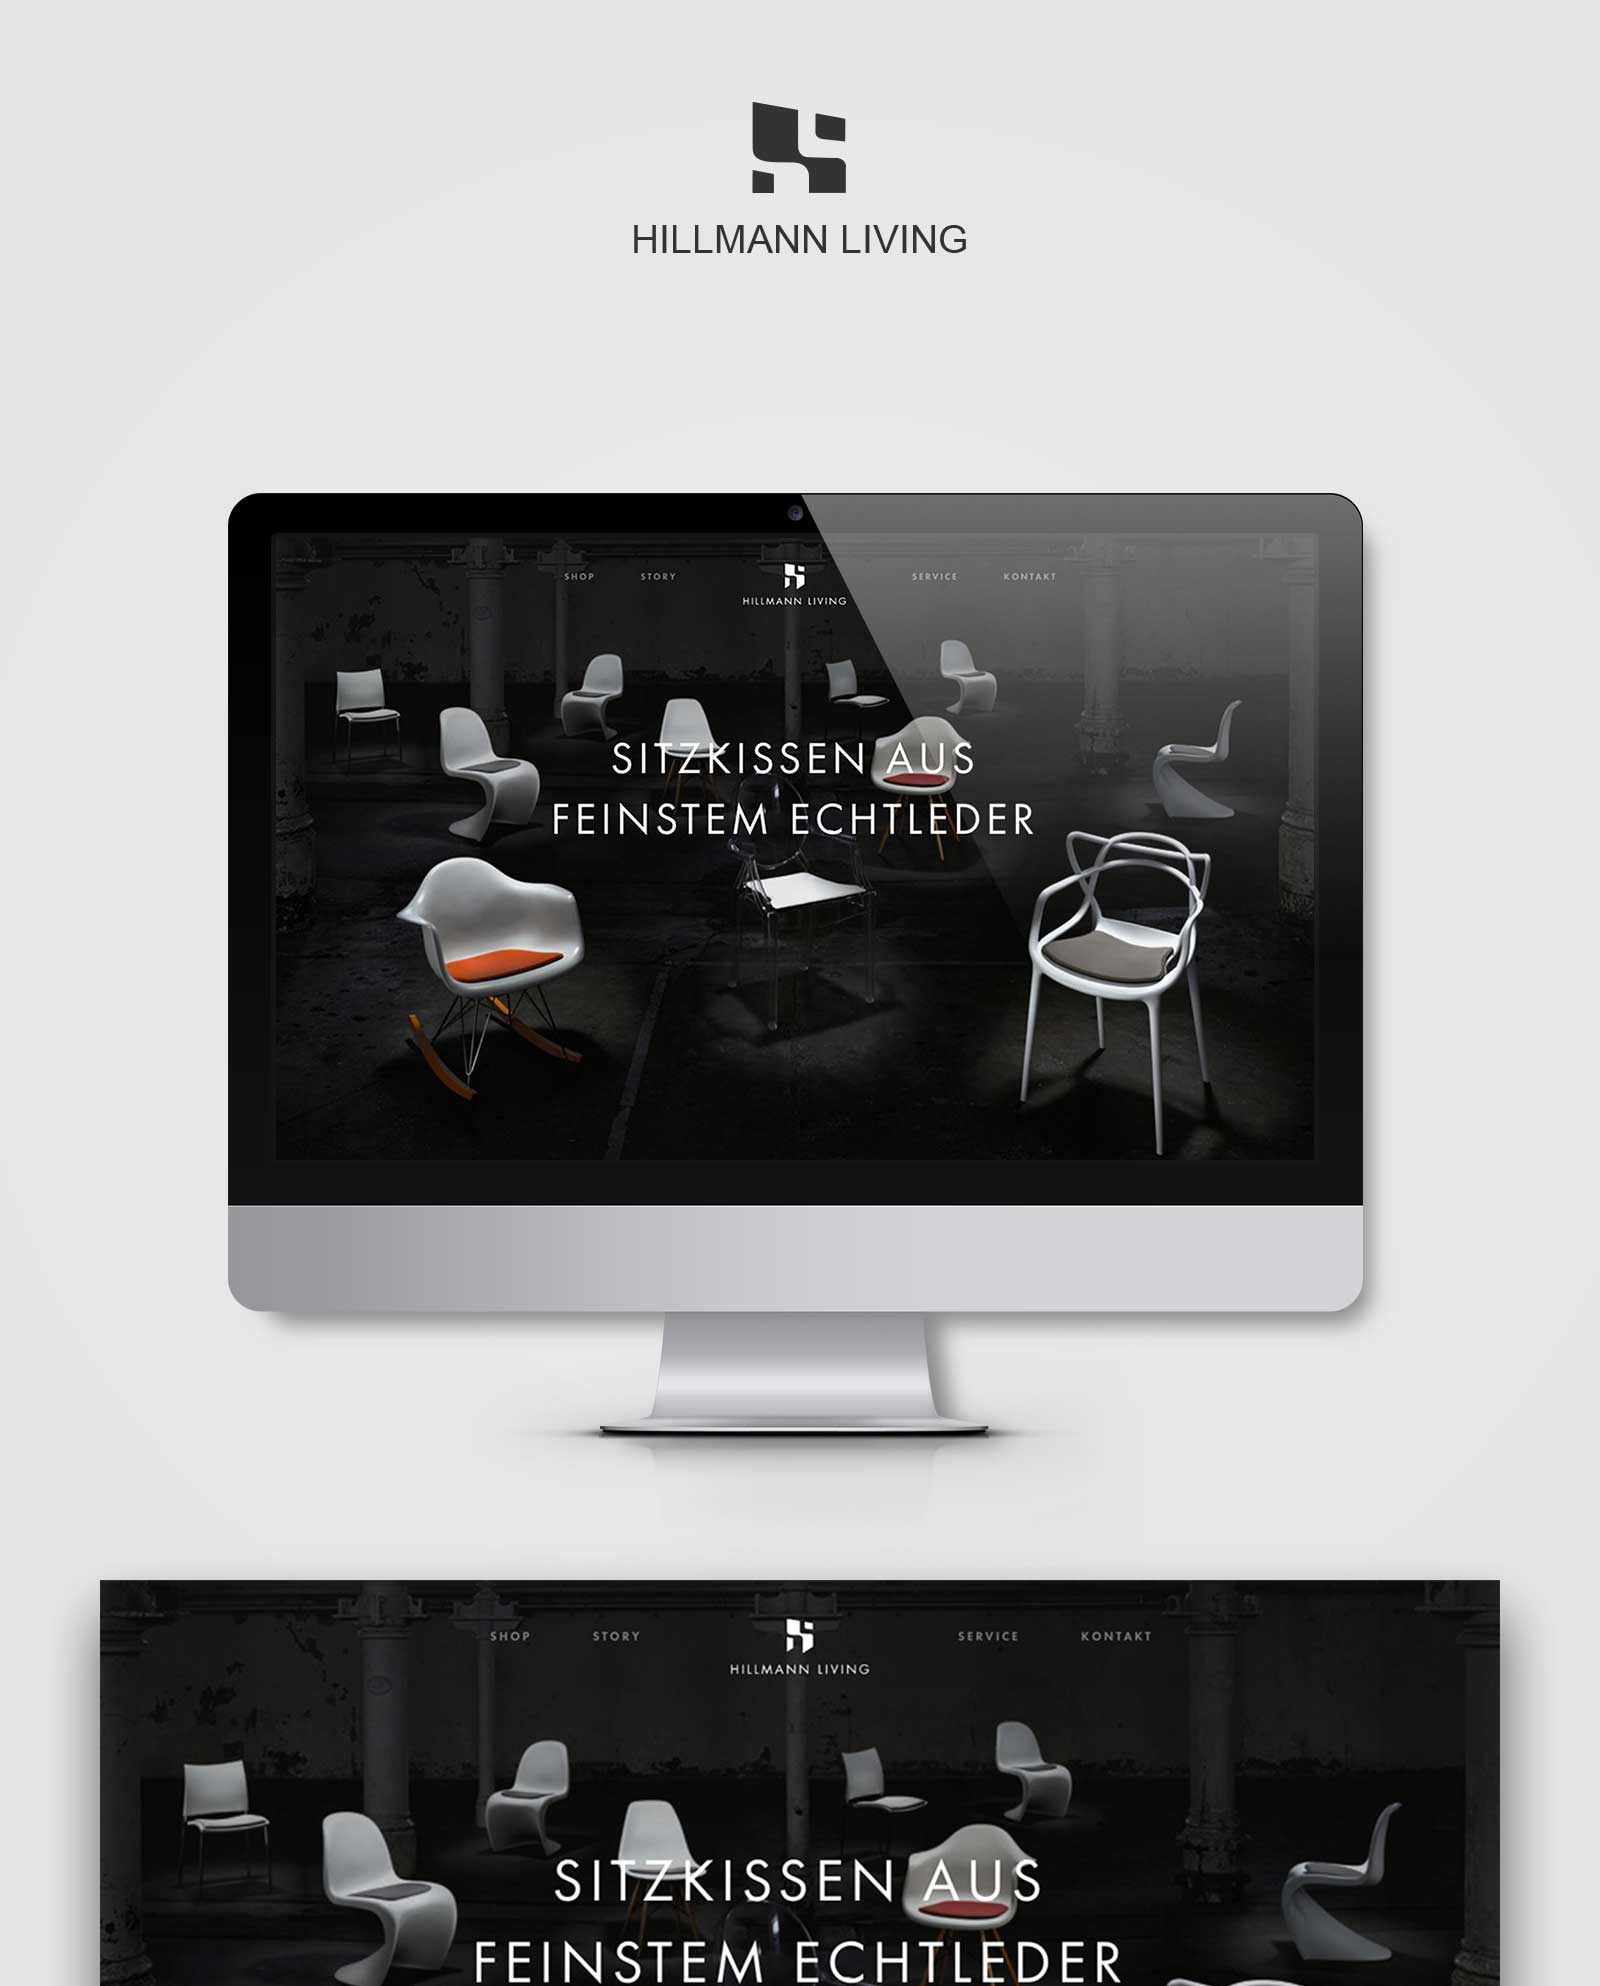 HILLMANN LIVING
SHOP STORY SERVICE KONTAKT
HILLMANN LIVING
SITZKISSEN AUS
FEINSTEM ECHTLEDER
SHOP STORY SERVICE KONTAKT
HILLMANN LIVING
SITZKISSEN AUS
FEINSTEM ECHTLEDER